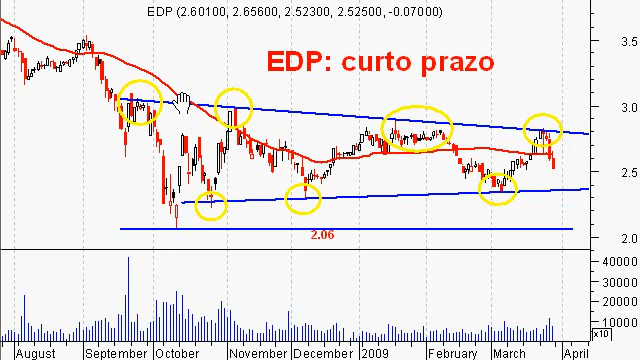 EDP (2.60100, 2.65600, 2.52300, 2.52500, -0.07000)
EDP: curto prazo
3.5
3.0
2.5
2.0
2.06
40000
30000
20000
10000
x10
August September October November December 2009 February March April